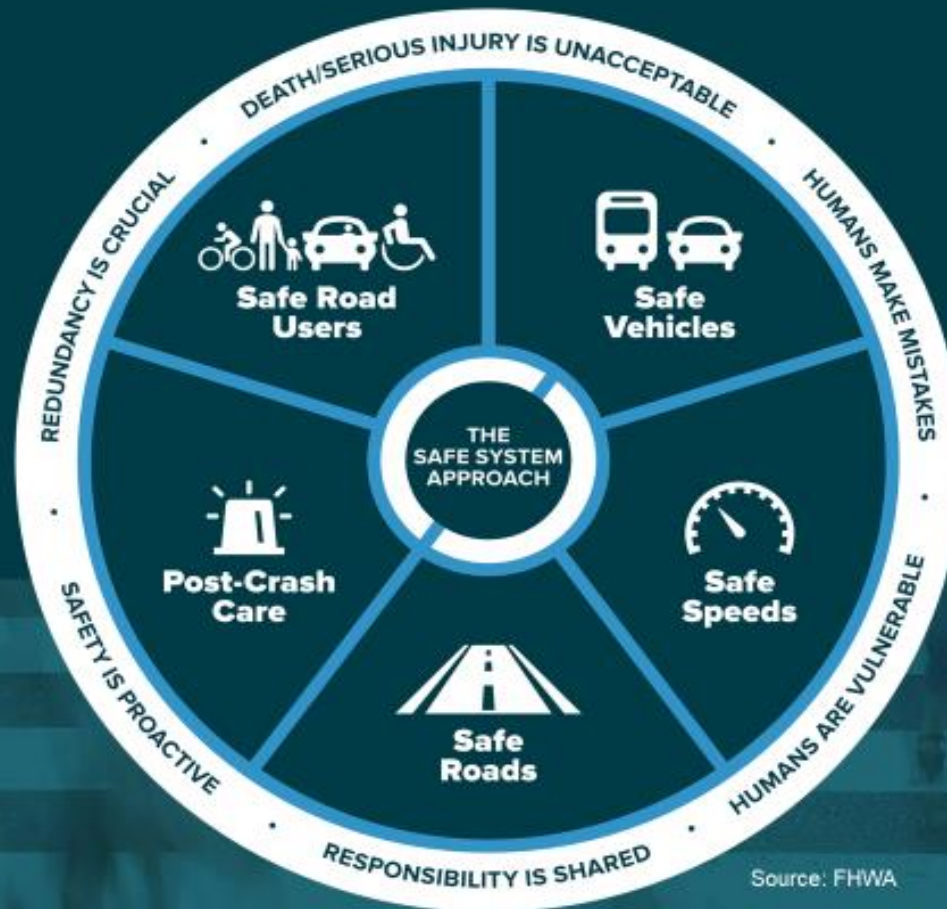 DEATH/SERIOUS INJURY IS UNACCEPTABLE
HUMANS MAKE MISTAKES
HUMANS ARE VULNERABLE
RESPONSIBILITY IS SHARED
SAFETY IS PROACTIVE
REDUNDANCY IS CRUCIAL
Safe Road
Users
Safe
Vehicles
THE
SAFE SYSTEM
APPROACH
Post-Crash
Care
Safe
Speeds
Safe
Roads
Source: FHWA